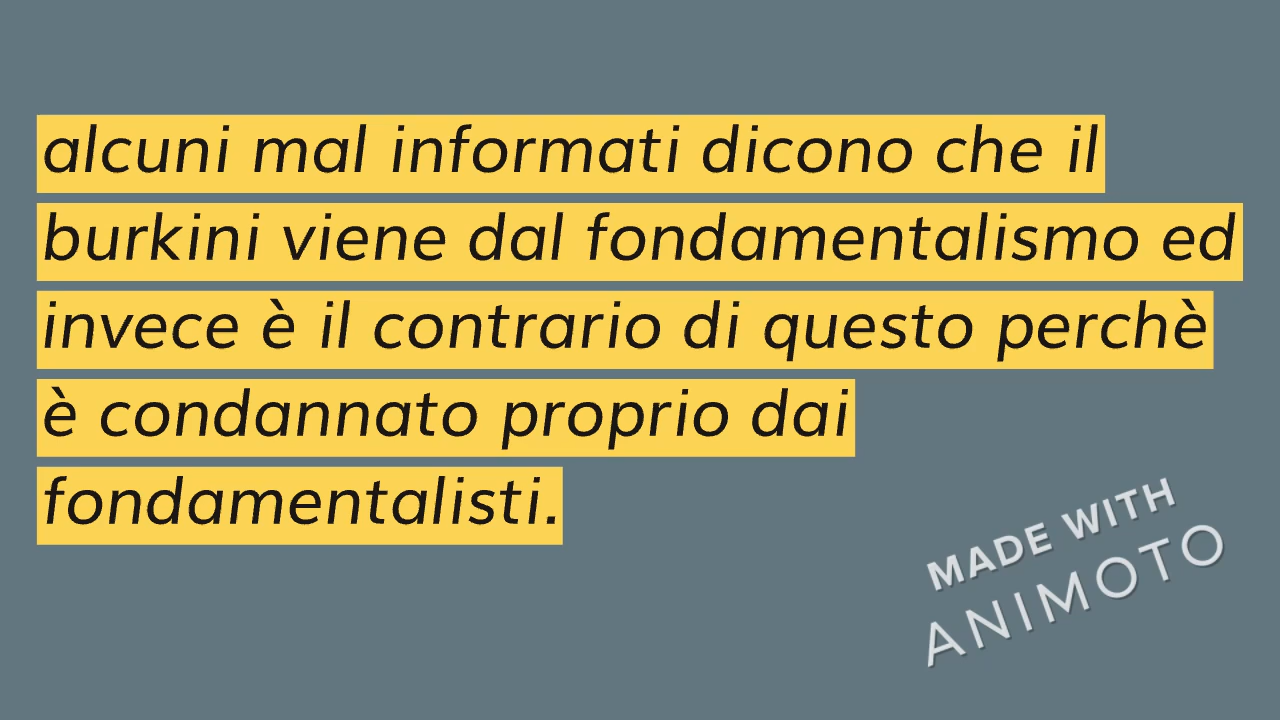 alcuni mal informati dicono che il
burkini viene dal fondamentalismo ed
invece è il contrario di questo perchè
è condannato proprio dai
fondamentalisti.
MADE WITH
ANIMOTO